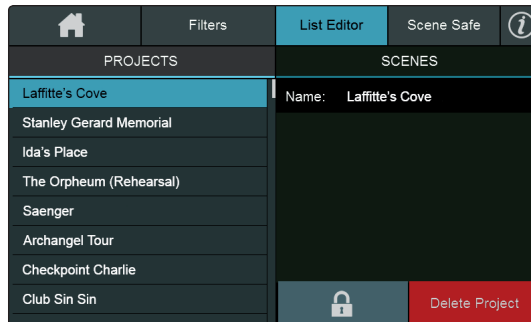 Filters
List Editor
Scene Safe
i
PROJECTS
SCENES
Laffitte's Cove
Name: Laffitte's Cove
Stanley Gerard Memorial
Ida's Place
The Orpheum (Rehearsal)
Saenger
Archangel Tour
Checkpoint Charlie
Club Sin Sin
Delete Project